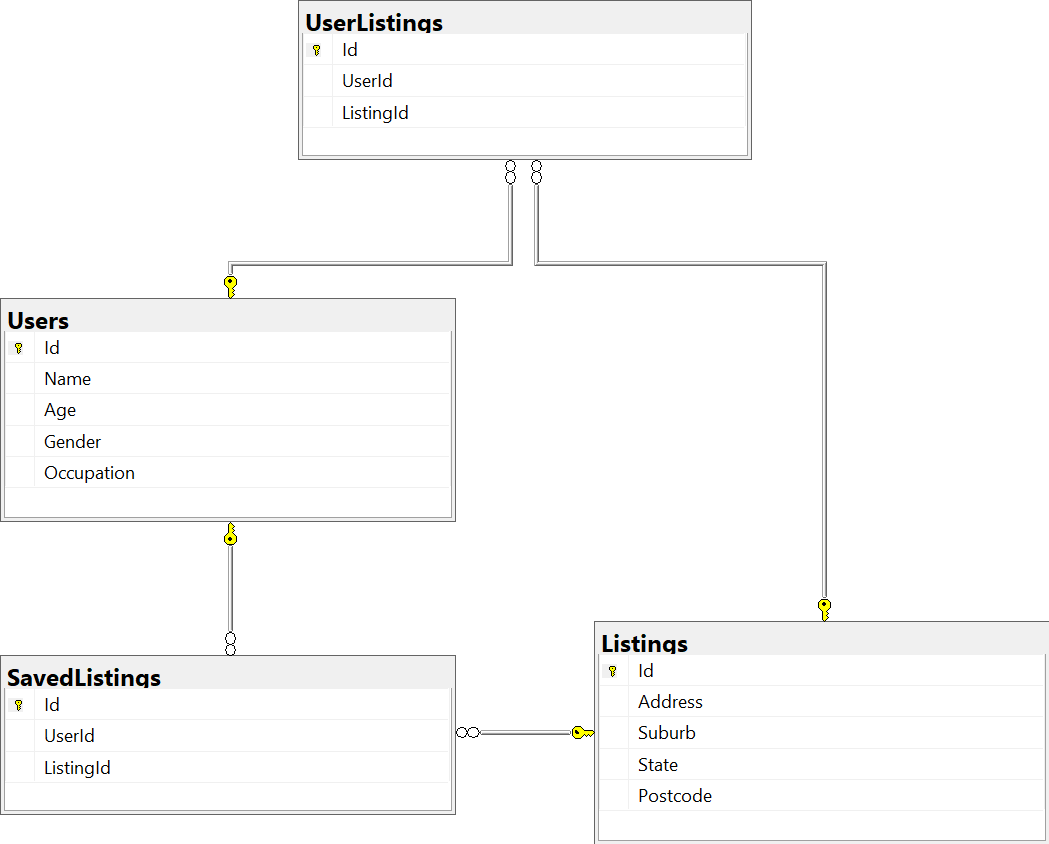 UserListings
Id
UserId
ListingId
Users
Id
Name
Age
Gender
Occupation
SavedListings
Id
UserId
ListingId
Listings
Id
Address
Suburb
State
Postcode